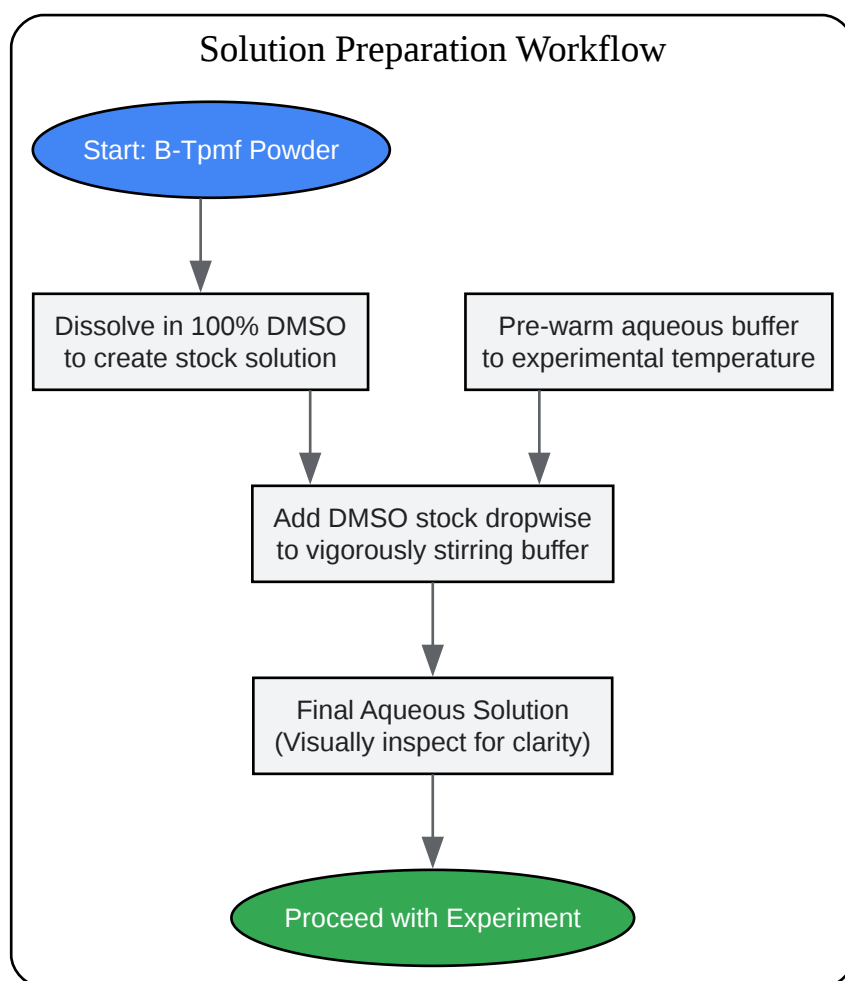 Solution Preparation Workflow
Start: B-Tpmf Powder
Dissolve in 100% DMSO
to create stock solution
Pre-warm aqueous buffer
to experimental temperature
Add DMSO stock dropwise
to vigorously stirring buffer
Final Aqueous Solution
(Visually inspect for clarity)
Proceed with Experiment